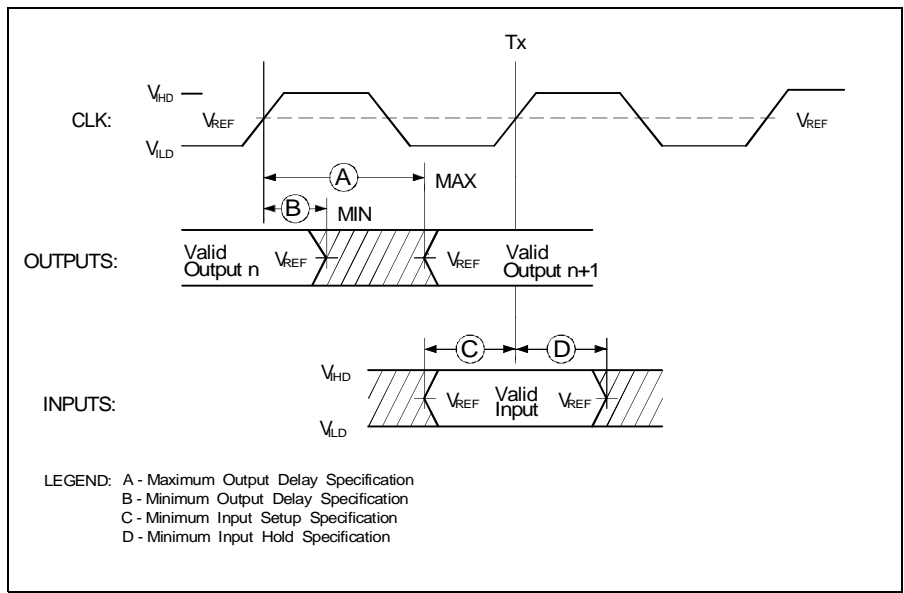 Tx
VIHD
CLK: VREF VREF
VILD
A MAX
B MIN
OUTPUTS: Valid Output n VREF VREF Valid Output n+1
C D
VIHD
INPUTS: VREF Valid Input VREF
VILD
LEGEND: A - Maximum Output Delay Specification
B - Minimum Output Delay Specification
C - Minimum Input Setup Specification
D - Minimum Input Hold Specification